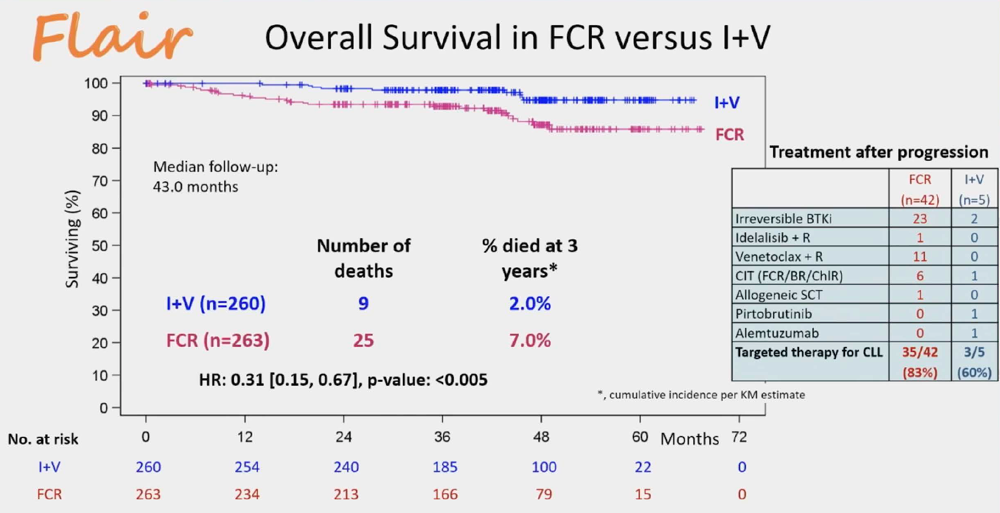 Flair
Overall Survival in FCR versus I+V
100
90
80
70
60
50
40
30
20
10
0
Surviving (%)
I+V
FCR
Median follow-up:
43.0 months
Number of deaths % died at 3 years*
I+V (n=260) 9 2.0%
FCR (n=263) 25 7.0%
HR: 0.31 [0.15, 0.67], p-value: <0.005
*, cumulative incidence per KM estimate
Treatment after progression
FCR (n=42) I+V (n=5)
Irreversible BTKi 23 2
Idelalisib + R 1 0
Venetoclax + R 11 0
CIT (FCR/BR/ChlR) 6 1
Allogeneic SCT 1 0
Pirtobrutinib 0 1
Alemtuzumab 0 1
Targeted therapy for CLL 35/42 (83%) 3/5 (60%)
No. at risk 0 12 24 36 48 60 Months 72
I+V 260 254 240 185 100 22 0
FCR 263 234 213 166 79 15 0